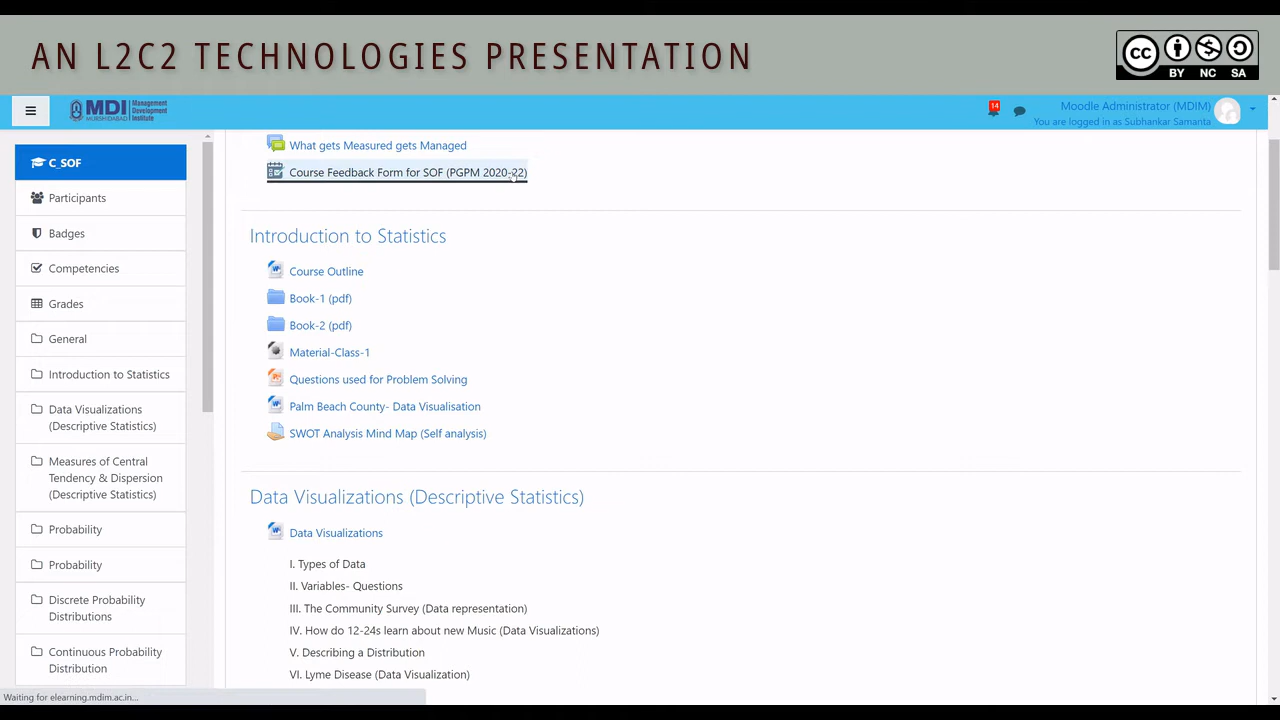 AN L2C2 TECHNOLOGIES PRESENTATION
CC BY NC SA
MDI Management Development Institute
MURSHIDABAD
14
Moodle Administrator (MDIM)
You are logged in as Subhankar Samanta
C_SOF
Participants
Badges
Competencies
Grades
General
Introduction to Statistics
Data Visualizations
(Descriptive Statistics)
Measures of Central
Tendency & Dispersion
(Descriptive Statistics)
Probability
Probability
Discrete Probability
Distributions
Continuous Probability
Distribution
What gets Measured gets Managed
Course Feedback Form for SOF (PGPM 2020-22)
Introduction to Statistics
Course Outline
Book-1 (pdf)
Book-2 (pdf)
Material-Class-1
Questions used for Problem Solving
Palm Beach County- Data Visualisation
SWOT Analysis Mind Map (Self analysis)
Data Visualizations (Descriptive Statistics)
Data Visualizations
I. Types of Data
II. Variables- Questions
III. The Community Survey (Data representation)
IV. How do 12-24s learn about new Music (Data Visualizations)
V. Describing a Distribution
VI. Lyme Disease (Data Visualization)
Waiting for elearning.mdim.ac.in...